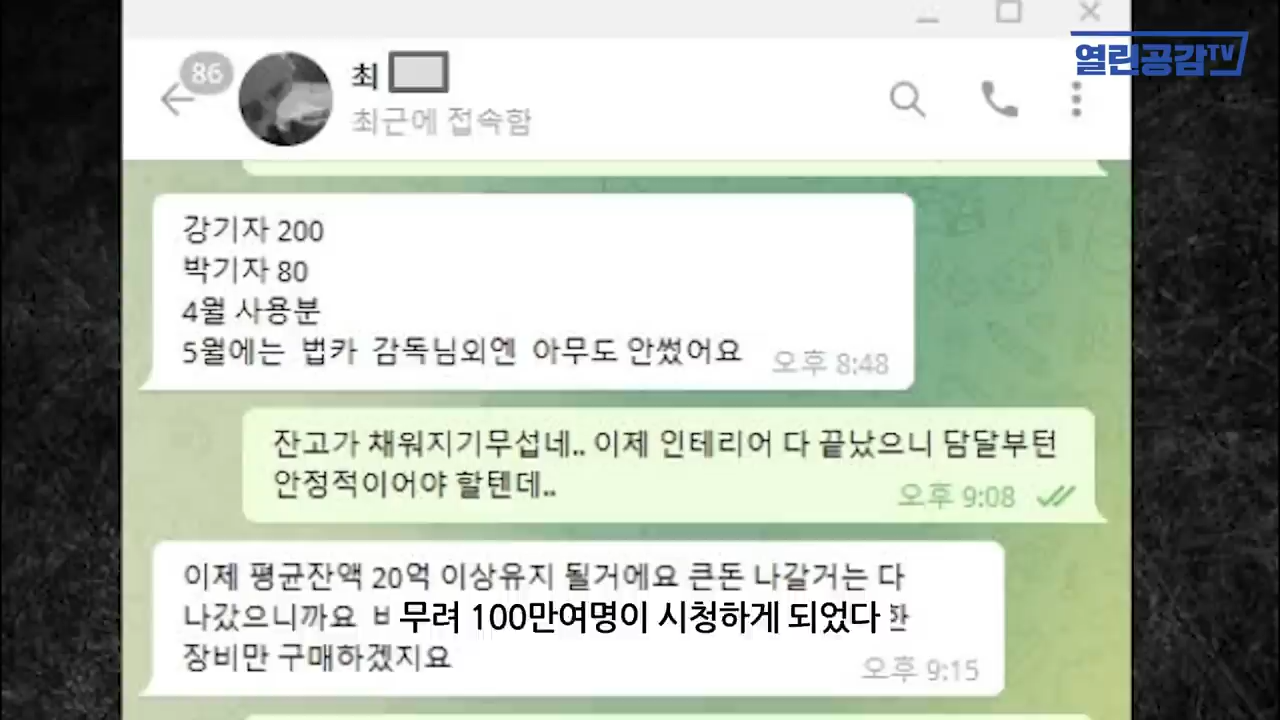 열린공감TV
86
최
최근에 접속함
강기자 200
박기자 80
4월 사용분
5월에는 법카 감독님외엔 아무도 안썼어요
오후 8:48
잔고가 채워지기무섭네.. 이제 인테리어 다 끝났으니 담달부턴
안정적이어야 할텐데..
오후 9:08
이제 평균잔액 20억 이상유지 될거에요 큰돈 나갈거는 다
나갔으니까요
무려 100만여명이 시청하게 되었다
장비만 구매하겠지요
오후 9:15